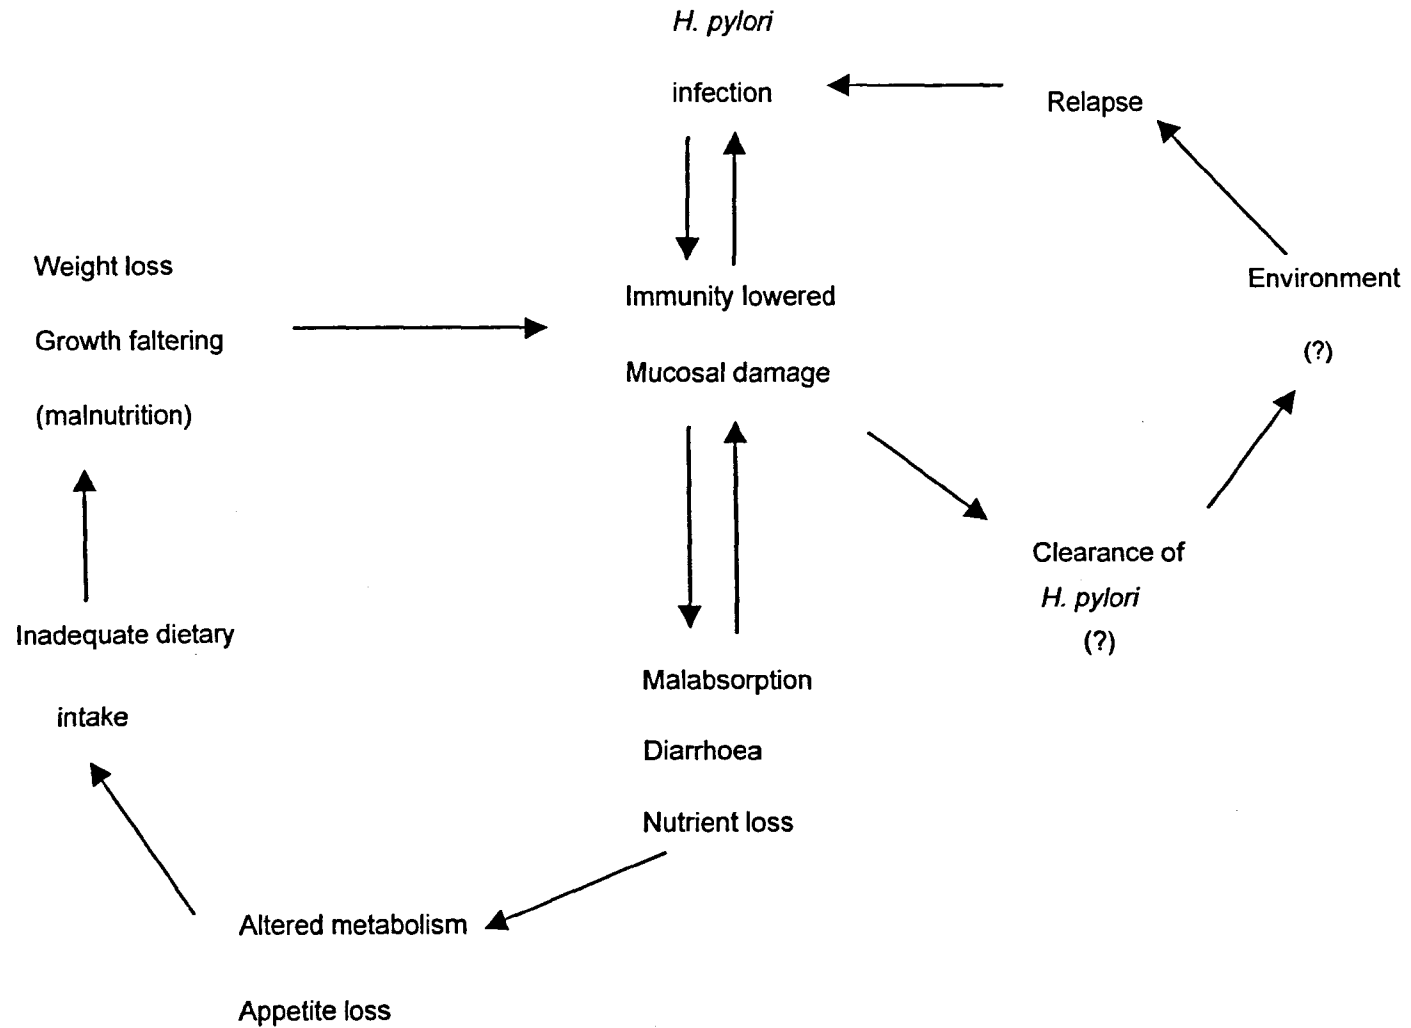 H. pylori
infection
Relapse
Weight loss
Growth faltering
(malnutrition)
Immunity lowered
Mucosal damage
Environment
(?)
Clearance of
H. pylori
(?)
Inadequate dietary
intake
Malabsorption
Diarrhoea
Nutrient loss
Altered metabolism
Appetite loss